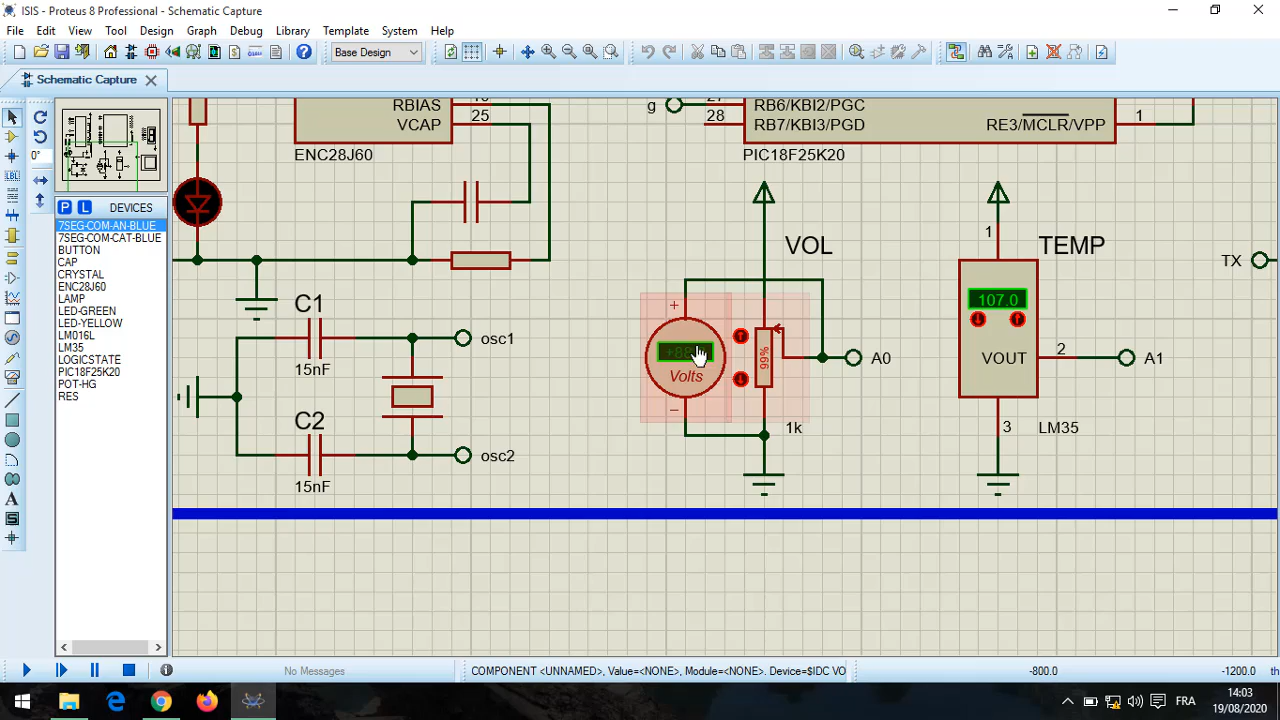 ISIS - Proteus 8 Professional - Schematic Capture
File Edit View Tool Design Graph Debug Library Template System Help
Base Design
Schematic Capture
0°
P L DEVICES
7SEG-COM-AN-BLUE
7SEG-COM-CAT-BLUE
BUTTON
CAP
CRYSTAL
ENC28J60
LAMP
LED-GREEN
LED-YELLOW
LM016L
LM35
LOGICSTATE
PIC18F25K20
POT-HG
RES
RBIAS
VCAP
25
ENC28J60
g
28
RB6/KBI2/PGC
RB7/KBI3/PGD
RE3/MCLR/VPP
1
PIC18F25K20
C1
15nF
osc1
C2
15nF
osc2
VOL
+
Volts
−
99%
1k
A0
1
TEMP
107.0
VOUT
2
A1
3
LM35
TX
No Messages
COMPONENT <UNNAMED>, Value=<NONE>, Module=<NONE>. Device=$IDC VO
-800.0
-1200.0
th
FRA
14:03
19/08/2020